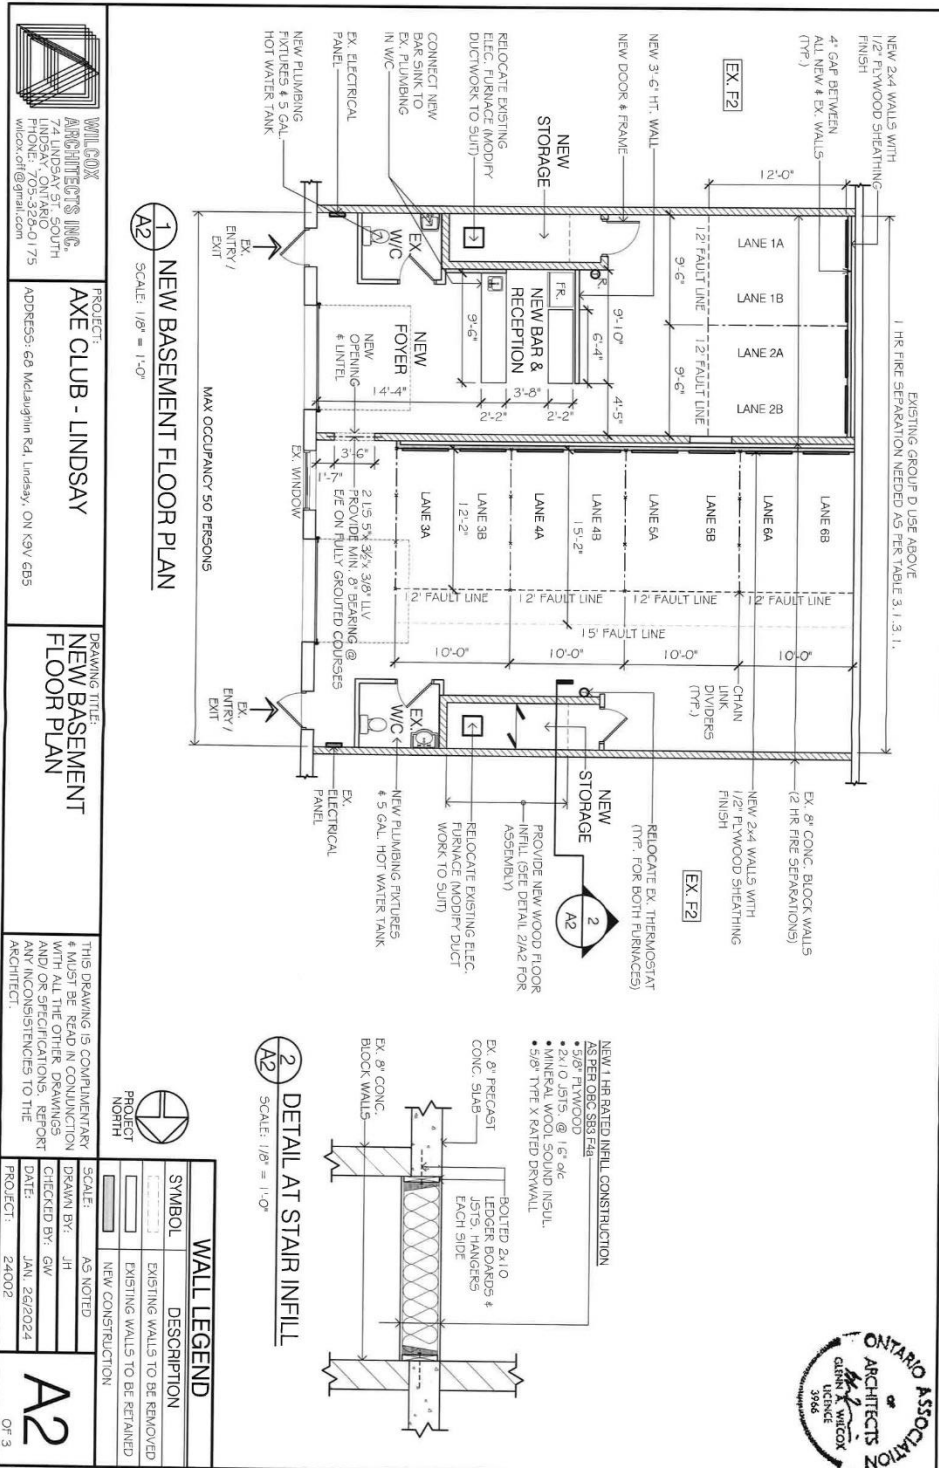 EXISTING GROUP D USE ABOVE
1 HR FIRE SEPARATION NEEDED AS PER TABLE 3.1.3.1.
NEW 2x4 WALLS WITH
1/2" PLYWOOD SHEATHING
FINISH
4" GAP BETWEEN
ALL NEW & EX. WALLS
(TYP.)
EX. F2
NEW 3'-6" HT. WALL
NEW DOOR & FRAME
NEW
STORAGE
RELOCATE EXISTING
ELEC. FURNACE (MODIFY
DUCTWORK TO SUIT)
CONNECT NEW
BAR SINK TO
EX. PLUMBING
IN W/C
EX. ELECTRICAL
PANEL
NEW PLUMBING
FIXTURES & 5 GAL.
HOT WATER TANK
12'-0"
LANE 1A
LANE 1B
LANE 2A
LANE 2B
12' FAULT LINE
12' FAULT LINE
9'-6"
9'-6"
9'-10"
4'-5"
6'-4"
FR.
NEW BAR &
RECEPTION
2'-2"
3'-8"
2'-2"
9'-6"
EX.
W/C
NEW
FOYER
14'-4"
NEW
OPENING
& LINTEL
3'-6"
1'-7"
EX. WINDOW
2 L'S 5"x 3½"x 3/8" LLV
PROVIDE MIN. 8" BEARING @
E/E ON FULLY GROUTED COURSES
LANE 6B
LANE 6A
LANE 5B
LANE 5A
LANE 4B
LANE 4A
LANE 3B
LANE 3A
12'-2"
15'-2"
12' FAULT LINE
12' FAULT LINE
12' FAULT LINE
12' FAULT LINE
15' FAULT LINE
10'-0"
10'-0"
10'-0"
10'-0"
CHAIN
LINK
DIVIDERS
(TYP.)
EX.
W/C
EX. 8" CONC. BLOCK WALLS
(2 HR FIRE SEPARATIONS)
NEW 2x4 WALLS WITH
1/2" PLYWOOD SHEATHING
FINISH
EX. F2
RELOCATE EX. THERMOSTAT
(TYP. FOR BOTH FURNACES)
NEW
STORAGE
2
A2
PROVIDE NEW WOOD FLOOR
INFILL (SEE DETAIL 2/A2 FOR
ASSEMBLY)
RELOCATE EXISTING ELEC.
FURNACE (MODIFY DUCT
WORK TO SUIT)
NEW PLUMBING FIXTURES
& 5 GAL. HOT WATER TANK
EX.
ELECTRICAL
PANEL
EX.
ENTRY /
EXIT
EX.
ENTRY /
EXIT
MAX OCCUPANCY 50 PERSONS
1
A2
NEW BASEMENT FLOOR PLAN
SCALE: 1/8" = 1'-0"
NEW 1 HR RATED INFILL CONSTRUCTION
AS PER OBC SB3 F4a
• 5/8" PLYWOOD
• 2x10 JSTS. @ 16" o/c
• MINERAL WOOL SOUND INSUL.
• 5/8" TYPE X RATED DRYWALL
EX. 8" PRECAST
CONC. SLAB
EX. 8" CONC.
BLOCK WALLS
BOLTED 2x10
LEDGER BOARDS &
JSTS. HANGERS
EACH SIDE
2
A2
DETAIL AT STAIR INFILL
SCALE: 1/8" = 1'-0"
ONTARIO ASSOCIATION
OF
ARCHITECTS
GLENN A. WILCOX
LICENCE
3966
PROJECT
NORTH
WALL LEGEND
SYMBOL DESCRIPTION
EXISTING WALLS TO BE REMOVED
EXISTING WALLS TO BE RETAINED
NEW CONSTRUCTION
WILCOX
ARCHITECTS INC.
74 LINDSAY ST. SOUTH
LINDSAY, ONTARIO
PHONE: 705-328-0175
wilcox.off@gmail.com
PROJECT:
AXE CLUB - LINDSAY
ADDRESS: 68 McLaughlin Rd. Lindsay, ON K9V 6B5
DRAWING TITLE:
NEW BASEMENT
FLOOR PLAN
THIS DRAWING IS COMPLIMENTARY
& MUST BE READ IN CONJUNCTION
WITH ALL THE OTHER DRAWINGS
AND/ OR SPECIFICATIONS. REPORT
ANY INCONSISTENCIES TO THE
ARCHITECT.
SCALE: AS NOTED
DRAWN BY: JH
CHECKED BY: GW
DATE: JAN. 26/2024
PROJECT: 24002
A2
OF 3